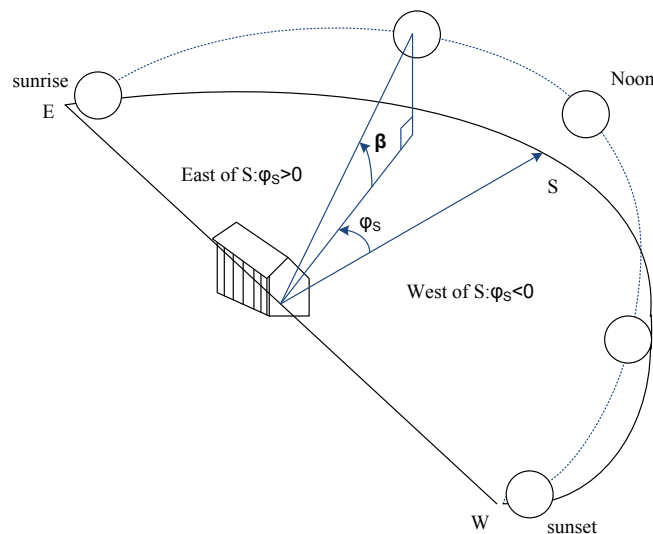 sunrise
E
Noon
β
East of S:φS>0
S
φS
West of S:φS<0
W
sunset